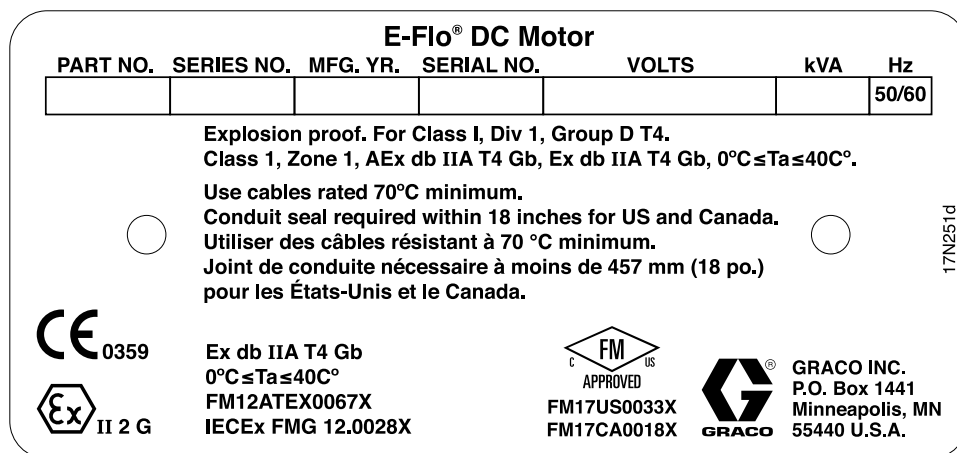 E-Flo® DC Motor
PART NO. SERIES NO. MFG. YR. SERIAL NO. VOLTS kVA Hz
50/60
Explosion proof. For Class I, Div 1, Group D T4.
Class 1, Zone 1, AEx db IIA T4 Gb, Ex db IIA T4 Gb, 0°C≤Ta≤40C°.
Use cables rated 70°C minimum.
Conduit seal required within 18 inches for US and Canada.
Utiliser des câbles résistant à 70 °C minimum.
Joint de conduite nécessaire à moins de 457 mm (18 po.)
pour les États-Unis et le Canada.
17N251d
CE 0359
Ex II 2 G
Ex db IIA T4 Gb
0°C≤Ta≤40C°
FM12ATEX0067X
IECEx FMG 12.0028X
C FM US
APPROVED
FM17US0033X
FM17CA0018X
GRACO ®
GRACO INC.
P.O. Box 1441
Minneapolis, MN
55440 U.S.A.